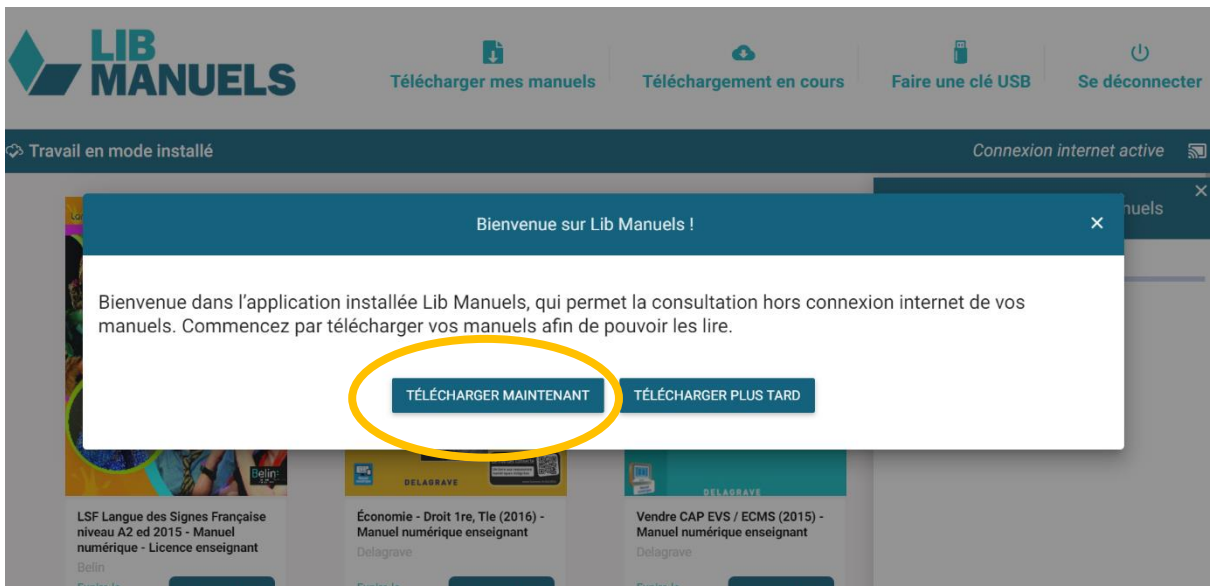 LIB
MANUELS
Télécharger mes manuels
Téléchargement en cours
Faire une clé USB
Se déconnecter
Travail en mode installé
Connexion internet active
nuels
Bienvenue sur Lib Manuels !
Bienvenue dans l'application installée Lib Manuels, qui permet la consultation hors connexion internet de vos
manuels. Commencez par télécharger vos manuels afin de pouvoir les lire.
TÉLÉCHARGER MAINTENANT
TÉLÉCHARGER PLUS TARD
Belin:
DELAGRAVE
DELAGRAVE
LSF Langue des Signes Française
niveau A2 ed 2015 - Manuel
numérique - Licence enseignant
Belin
Économie - Droit 1re, Tle (2016) -
Manuel numérique enseignant
Delagrave
Vendre CAP EVS / ECMS (2015) -
Manuel numérique enseignant
Delagrave